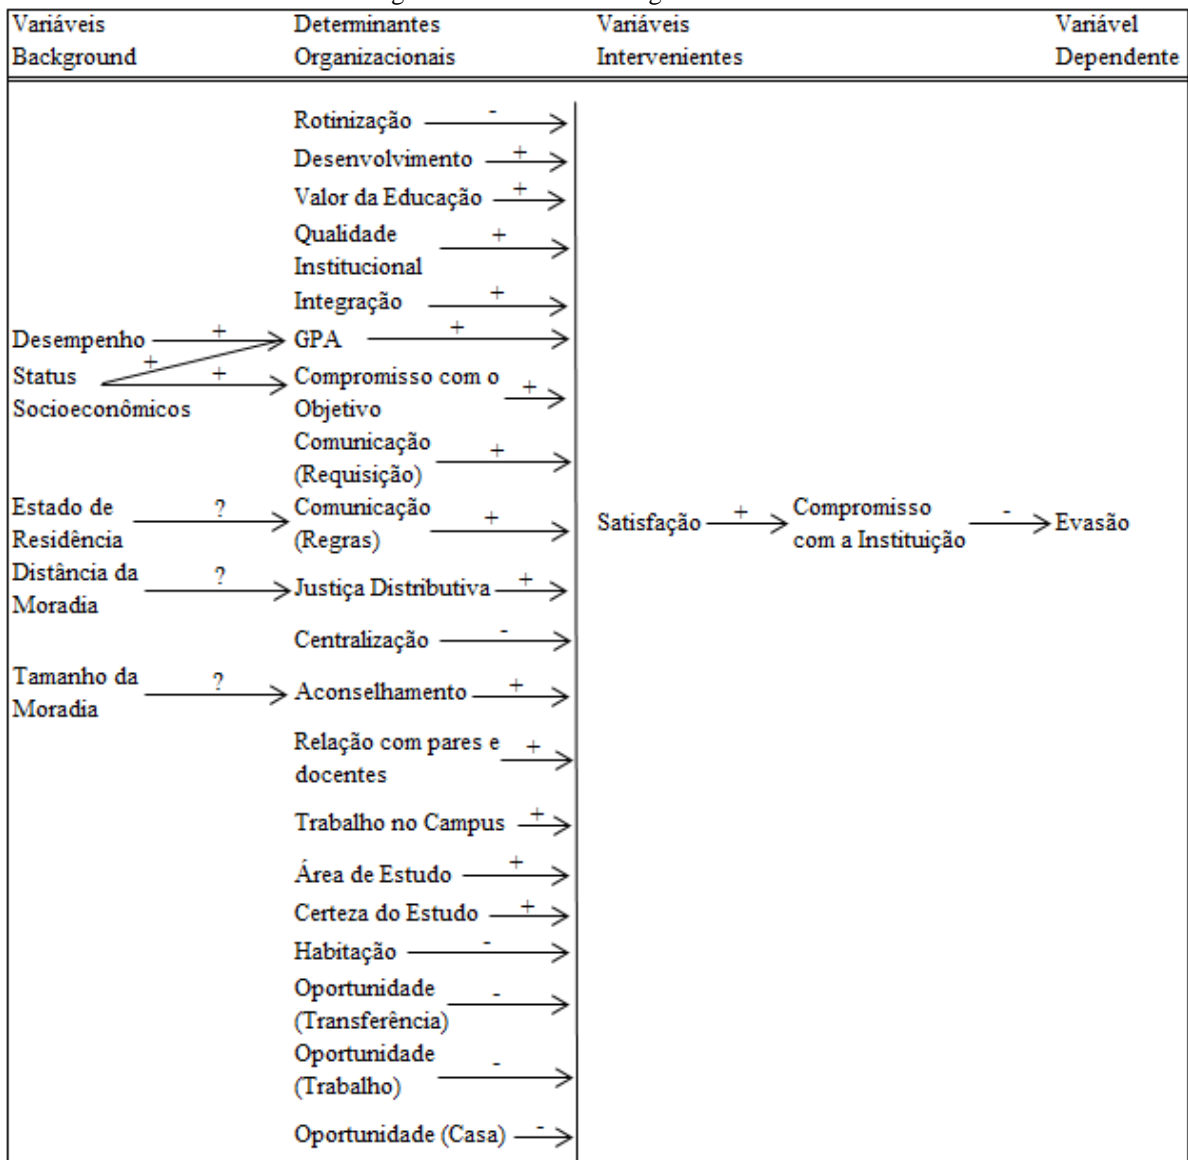 Variáveis Background
Determinantes Organizacionais
Variáveis Intervenientes
Variável Dependente
Rotinização -
Desenvolvimento +
Valor da Educação +
Qualidade +
Institucional
Integração +
Desempenho + GPA +
+
Status + Compromisso com o +
Socioeconômicos Objetivo
Comunicação +
(Requisição)
Estado de ? Comunicação +
Residência (Regras)
Satisfação + Compromisso - Evasão
com a Instituição
Distância da ? Justiça Distributiva +
Moradia
Centralização -
Tamanho da ? Aconselhamento +
Moradia
Relação com pares e +
docentes
Trabalho no Campus +
Área de Estudo +
Certeza do Estudo +
Habitação -
Oportunidade -
(Transferência)
Oportunidade -
(Trabalho)
Oportunidade (Casa) -